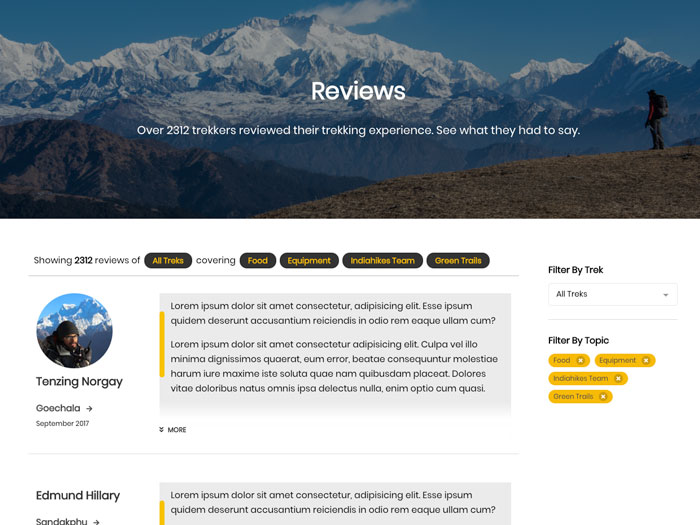 Reviews
Over 2312 trekkers reviewed their trekking experience. See what they had to say.
Showing 2312 reviews of All Treks covering Food Equipment Indiahikes Team Green Trails
Filter By Trek
All Treks
Filter By Topic
Food Equipment
Indiahikes Team
Green Trails
Tenzing Norgay
Goechala
September 2017
Lorem ipsum dolor sit amet consectetur, adipisicing elit. Esse ipsum
quidem deserunt accusantium reiciendis in odio rem eaque ullam cum?
Lorem ipsum dolor sit amet consectetur, adipisicing elit. Culpa vel illo
minima dignissimos quaerat, eum error, beatae consequuntur molestiae
harum iure maxime iste soluta quae nam quibusdam placeat. Dolores
vitae doloribus natus omnis ipsa delectus nulla, enim optio cum quasi.
MORE
Edmund Hillary
Sandakphu
Lorem ipsum dolor sit amet consectetur, adipisicing elit. Esse ipsum
quidem deserunt accusantium reiciendis in odio rem eaque ullam cum?